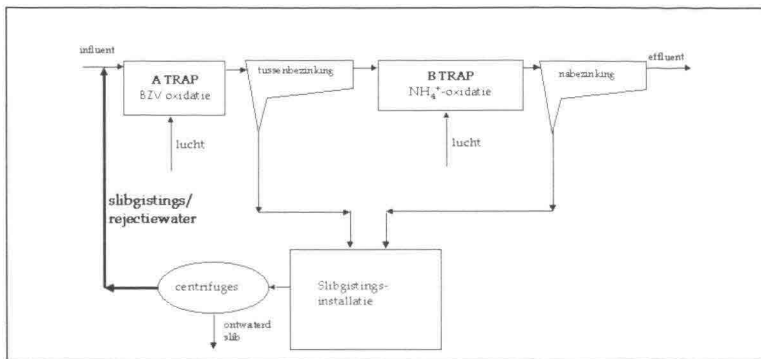 influent
A TRAP
BZV oxidatie
tussenbezinking
B TRAP
NH₄⁺-oxidatie
nabezinking
effluent
lucht
lucht
slibgistings/
rejectiewater
centrifuges
Slibgistings-
installatie
ontwaterd
slib